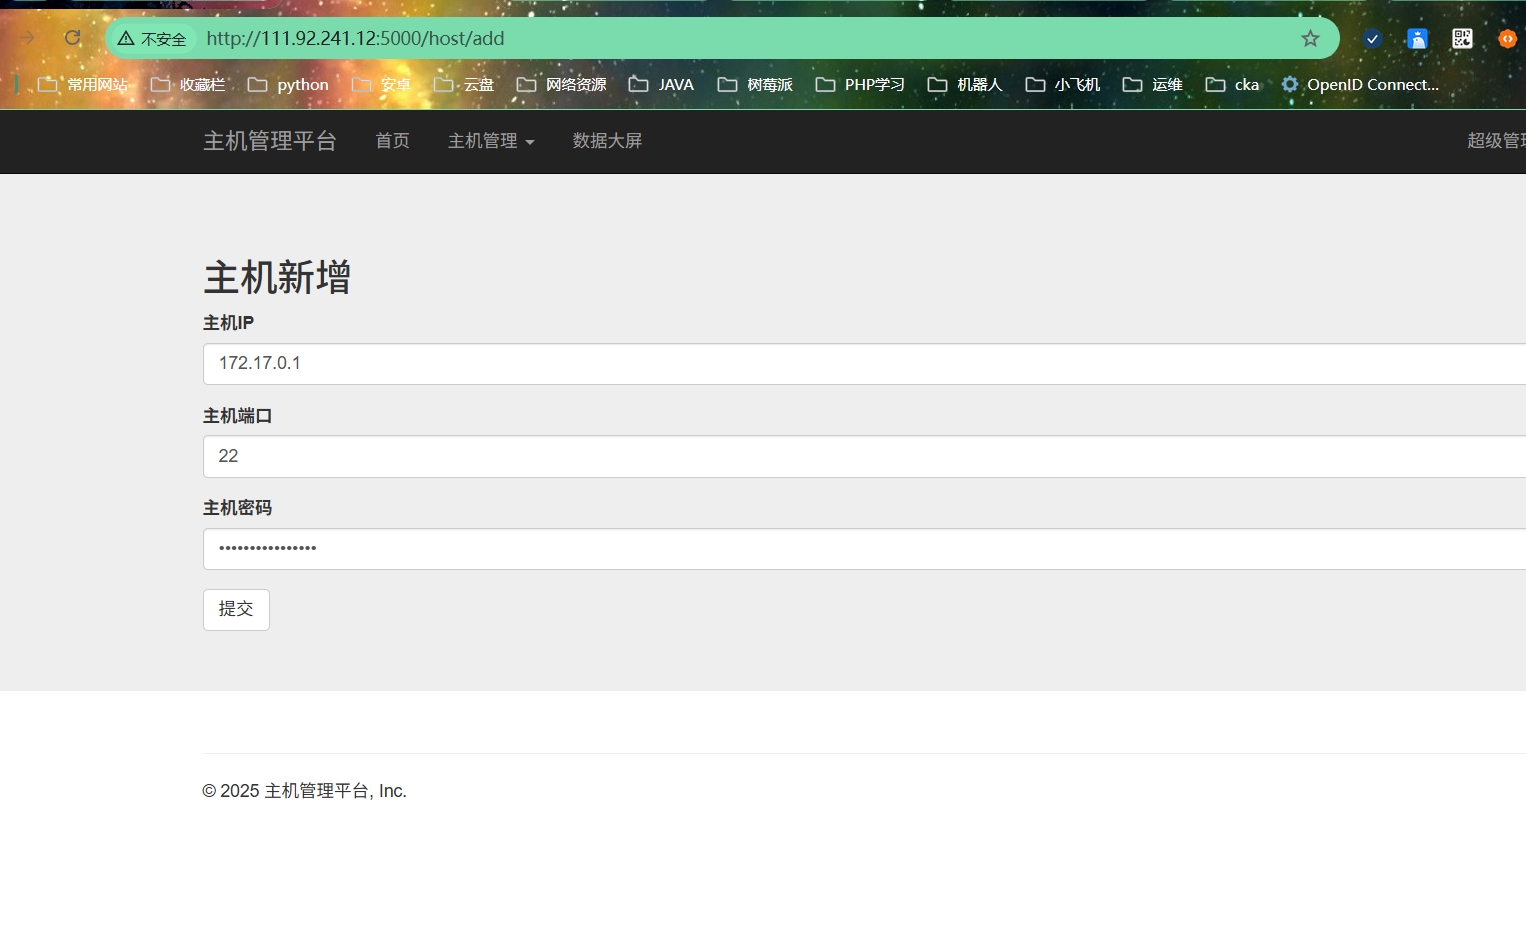 不安全 http://111.92.241.12:5000/host/add
常用网站 收藏栏 python 安卓 云盘 网络资源 JAVA 树莓派 PHP学习 机器人 小飞机 运维 cka OpenID Connect...
主机管理平台 首页 主机管理 数据大屏 超级管理
主机新增
主机IP
172.17.0.1
主机端口
22
主机密码
••••••••••••••••
提交
© 2025 主机管理平台, Inc.